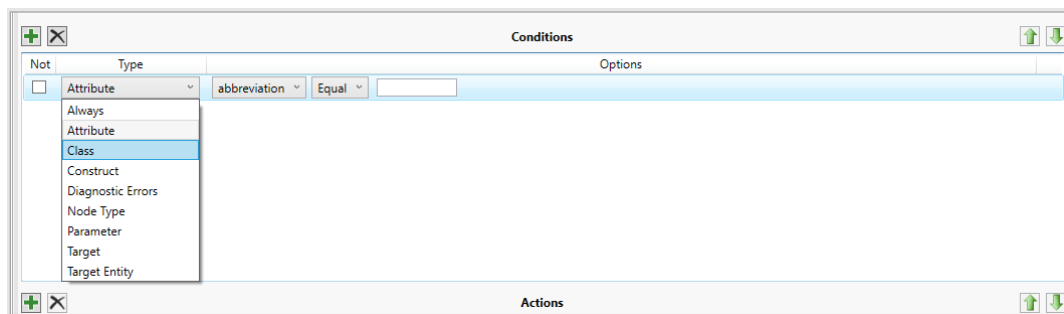 Conditions
Not Type Options
Attribute abbreviation Equal
Always
Attribute
Class
Construct
Diagnostic Errors
Node Type
Parameter
Target
Target Entity
Actions